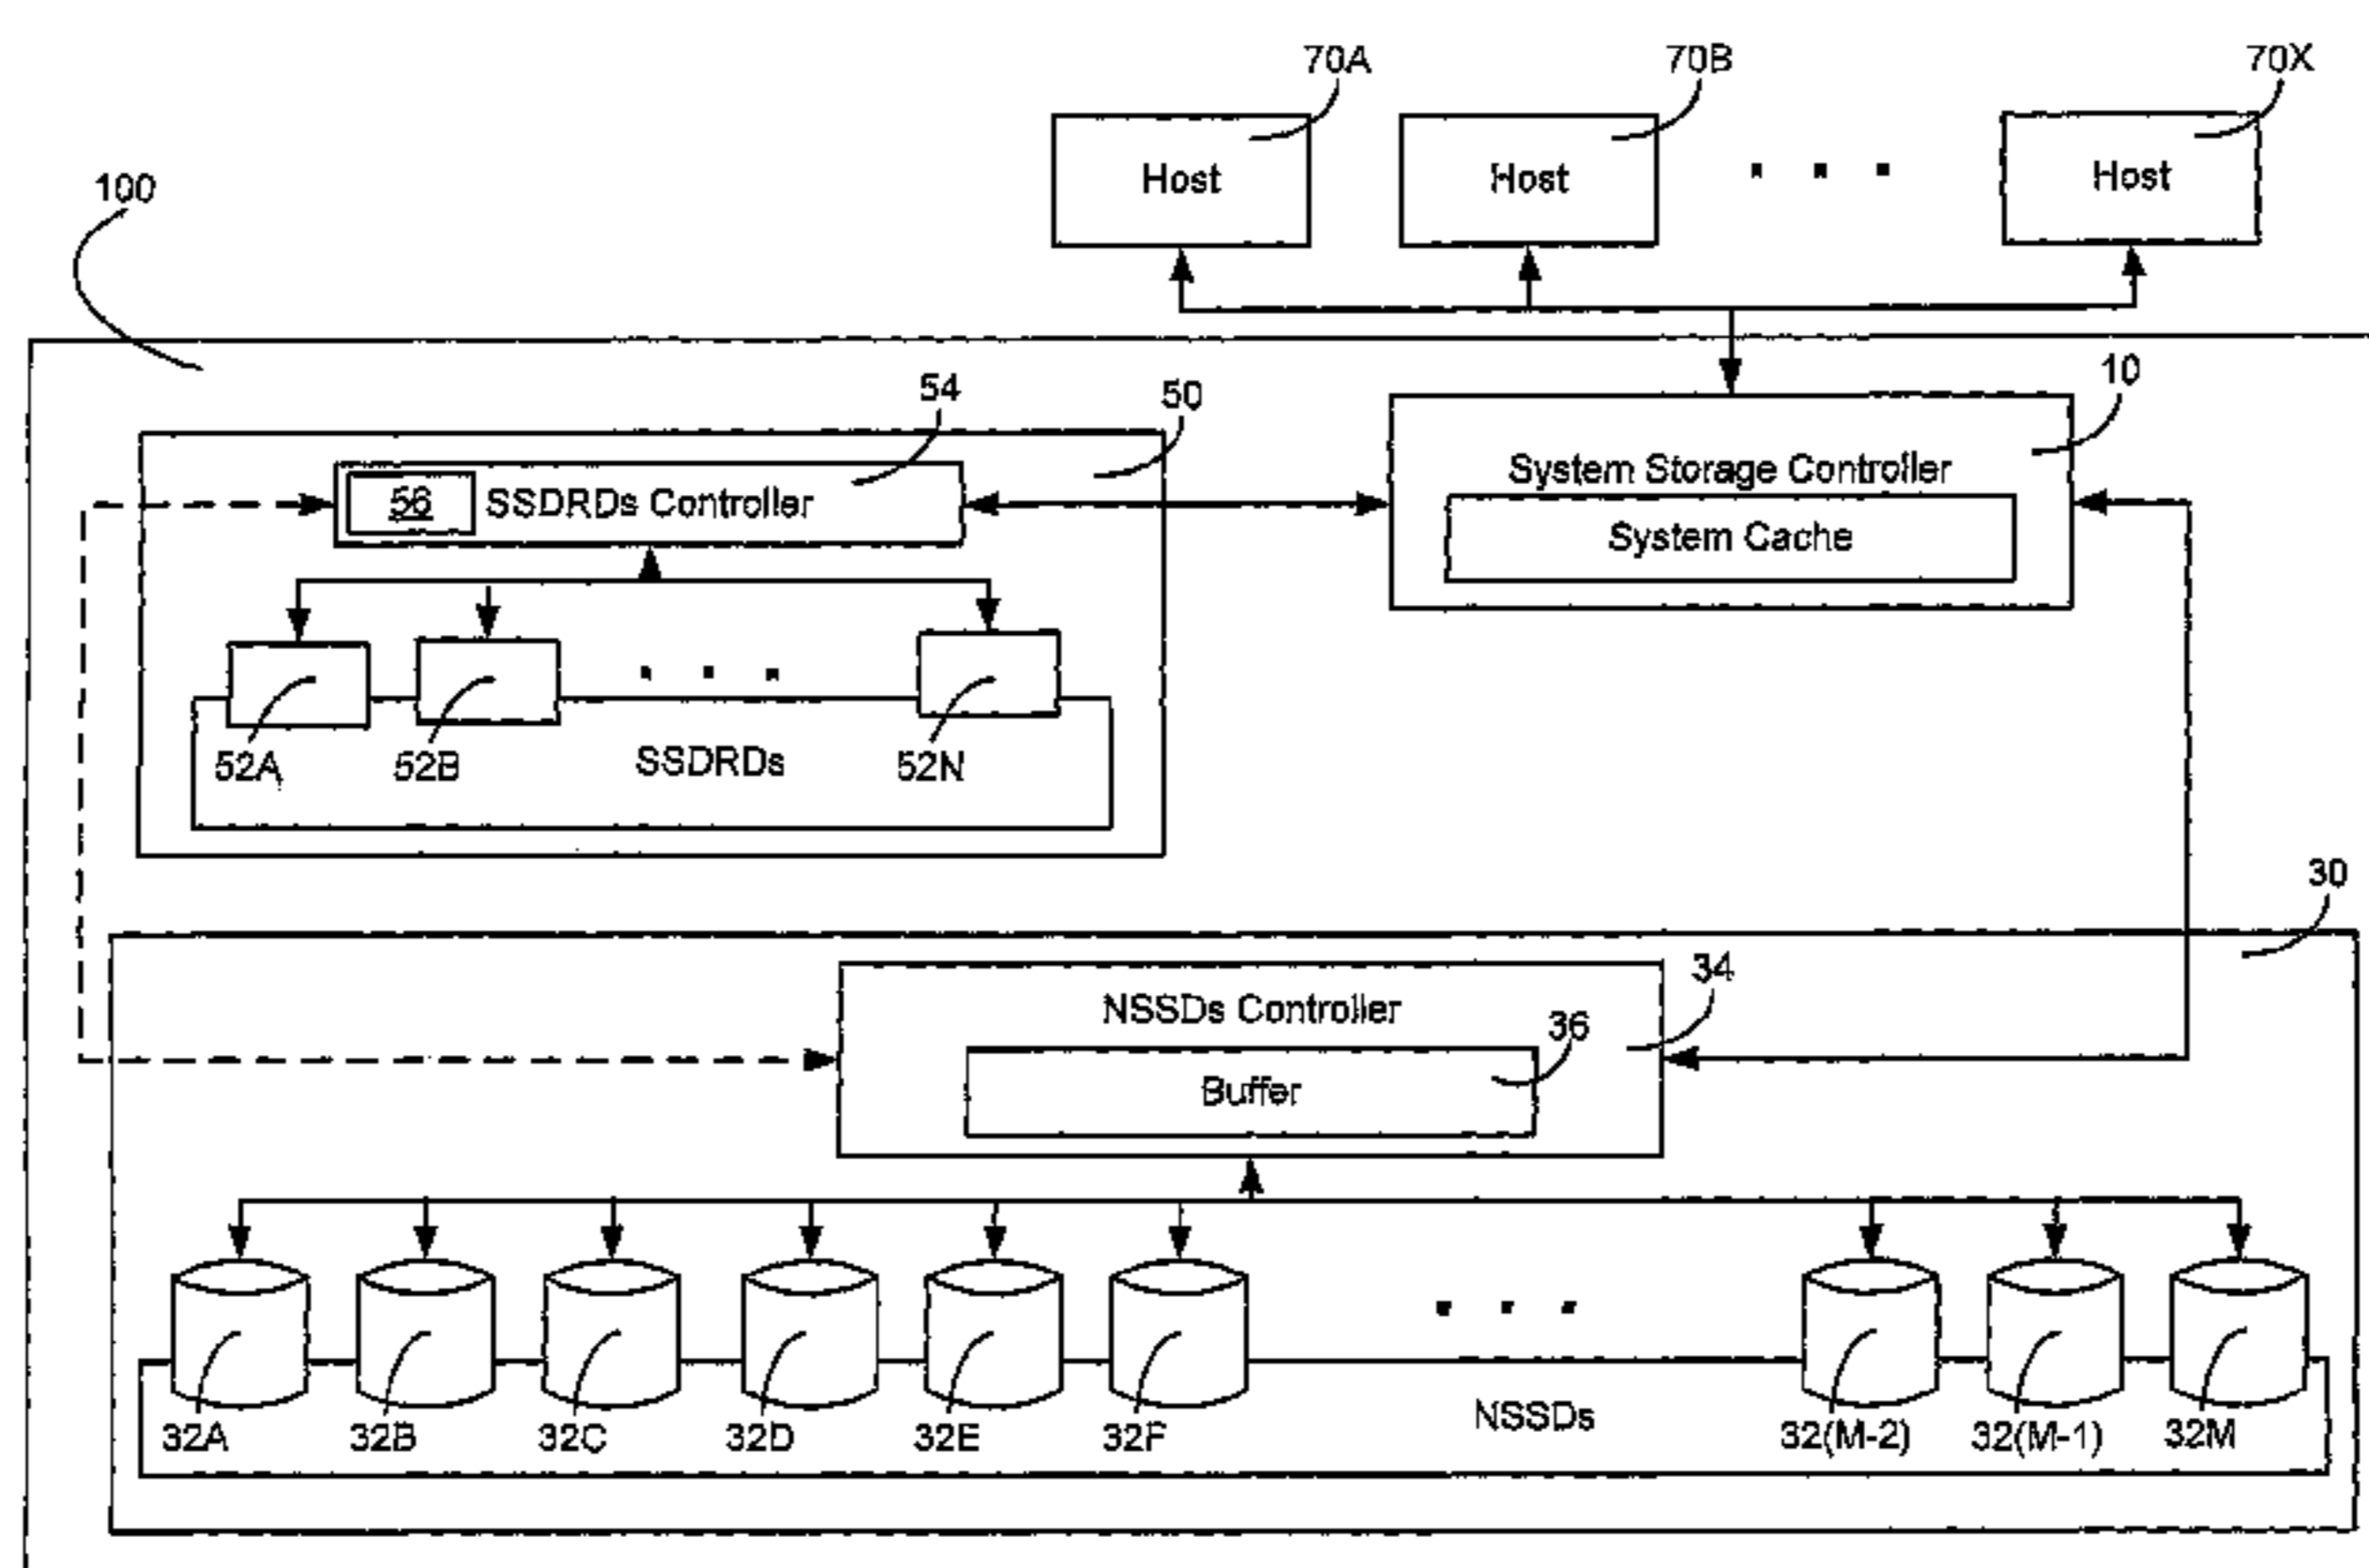 70A
70B
70X
Host
Host
. . .
Host
100
10
54
50
56
SSDRDs Controller
System Storage Controller
System Cache
. . .
52A
52B
SSDRDs
52N
30
NSSDs Controller
34
36
Buffer
. . .
32A
32B
32C
32D
32E
32F
NSSDs
32(M-2)
32(M-1)
32M